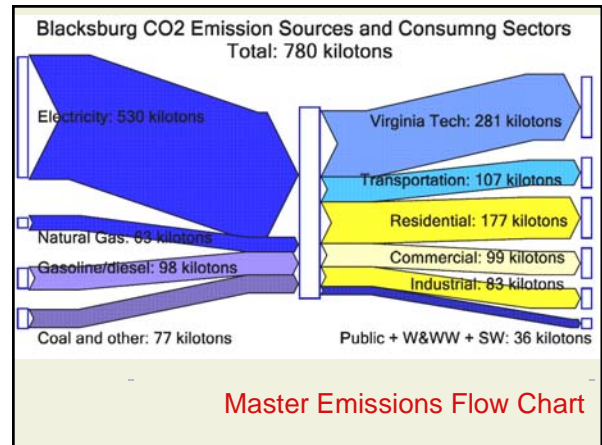 Blacksburg CO2 Emission Sources and Consumng Sectors
Total: 780 kilotons
Electricity: 530 kilotons
Natural Gas: 63 kilotons
Gasoline/diesel: 98 kilotons
Coal and other: 77 kilotons
Virginia Tech: 281 kilotons
Transportation: 107 kilotons
Residential: 177 kilotons
Commercial: 99 kilotons
Industrial: 83 kilotons
Public + W&WW + SW: 36 kilotons
Master Emissions Flow Chart